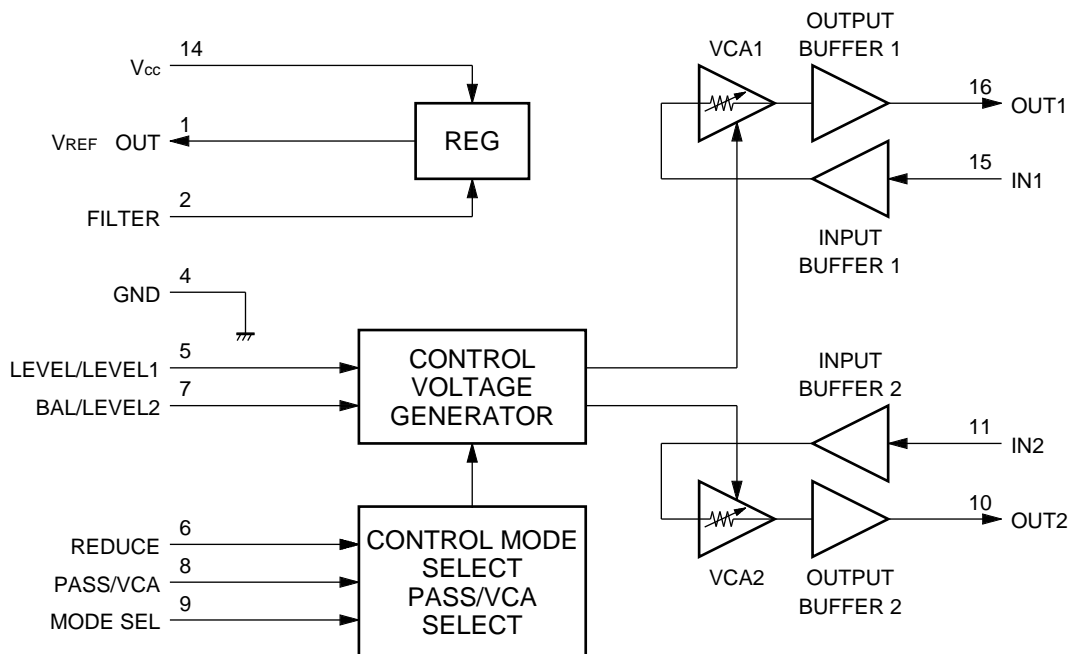 14
Vcc
1
VREF OUT
REG
2
FILTER
4
GND
5
LEVEL/LEVEL1
7
BAL/LEVEL2
CONTROL
VOLTAGE
GENERATOR
6
REDUCE
8
PASS/VCA
9
MODE SEL
CONTROL MODE
SELECT
PASS/VCA
SELECT
VCA1
OUTPUT
BUFFER 1
16
OUT1
15
IN1
INPUT
BUFFER 1
INPUT
BUFFER 2
11
IN2
10
OUT2
VCA2
OUTPUT
BUFFER 2